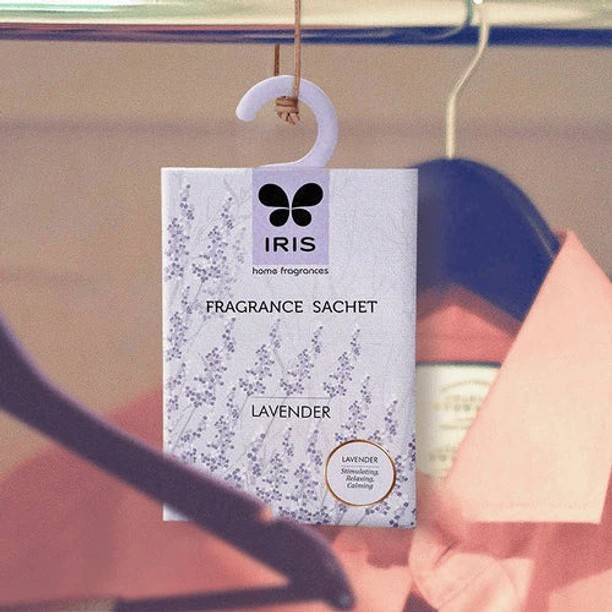 IRIS
home fragrances
FRAGRANCE SACHET
LAVENDER
LAVENDER
Stimulating,
Relaxing,
Calming